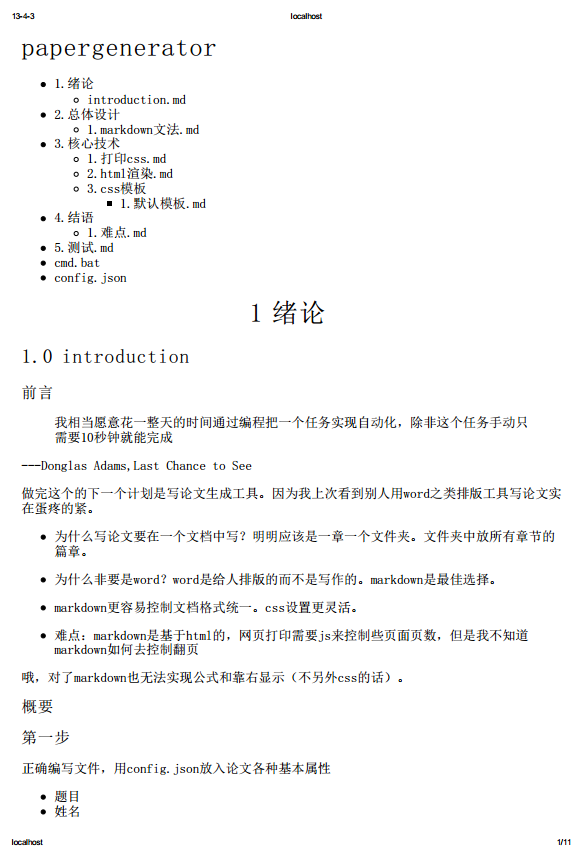 13-4-3 localhost
papergenerator
1.绪论
introduction.md
2.总体设计
1.markdown文法.md
3.核心技术
1.打印css.md
2.html渲染.md
3.css模板
1.默认模板.md
4.结语
1.难点.md
5.测试.md
cmd.bat
config.json
1 绪论
1.0 introduction
前言
我相当愿意花一整天的时间通过编程把一个任务实现自动化，除非这个任务手动只
需要10秒钟就能完成
---Donglas Adams,Last Chance to See
做完这个的下一个计划是写论文生成工具。因为我上次看到别人用word之类排版工具写论文实
在蛋疼的紧。
为什么写论文要在一个文档中写？明明应该是一章一个文件夹。文件夹中放所有章节的
篇章。
为什么非要是word？word是给人排版的而不是写作的。markdown是最佳选择。
markdown更容易控制文档格式统一。css设置更灵活。
难点：markdown是基于html的，网页打印需要js来控制些页面页数，但是我不知道
markdown如何去控制翻页
哦，对了markdown也无法实现公式和靠右显示（不另外css的话）。
概要
第一步
正确编写文件，用config.json放入论文各种基本属性
题目
姓名
localhost 1/11